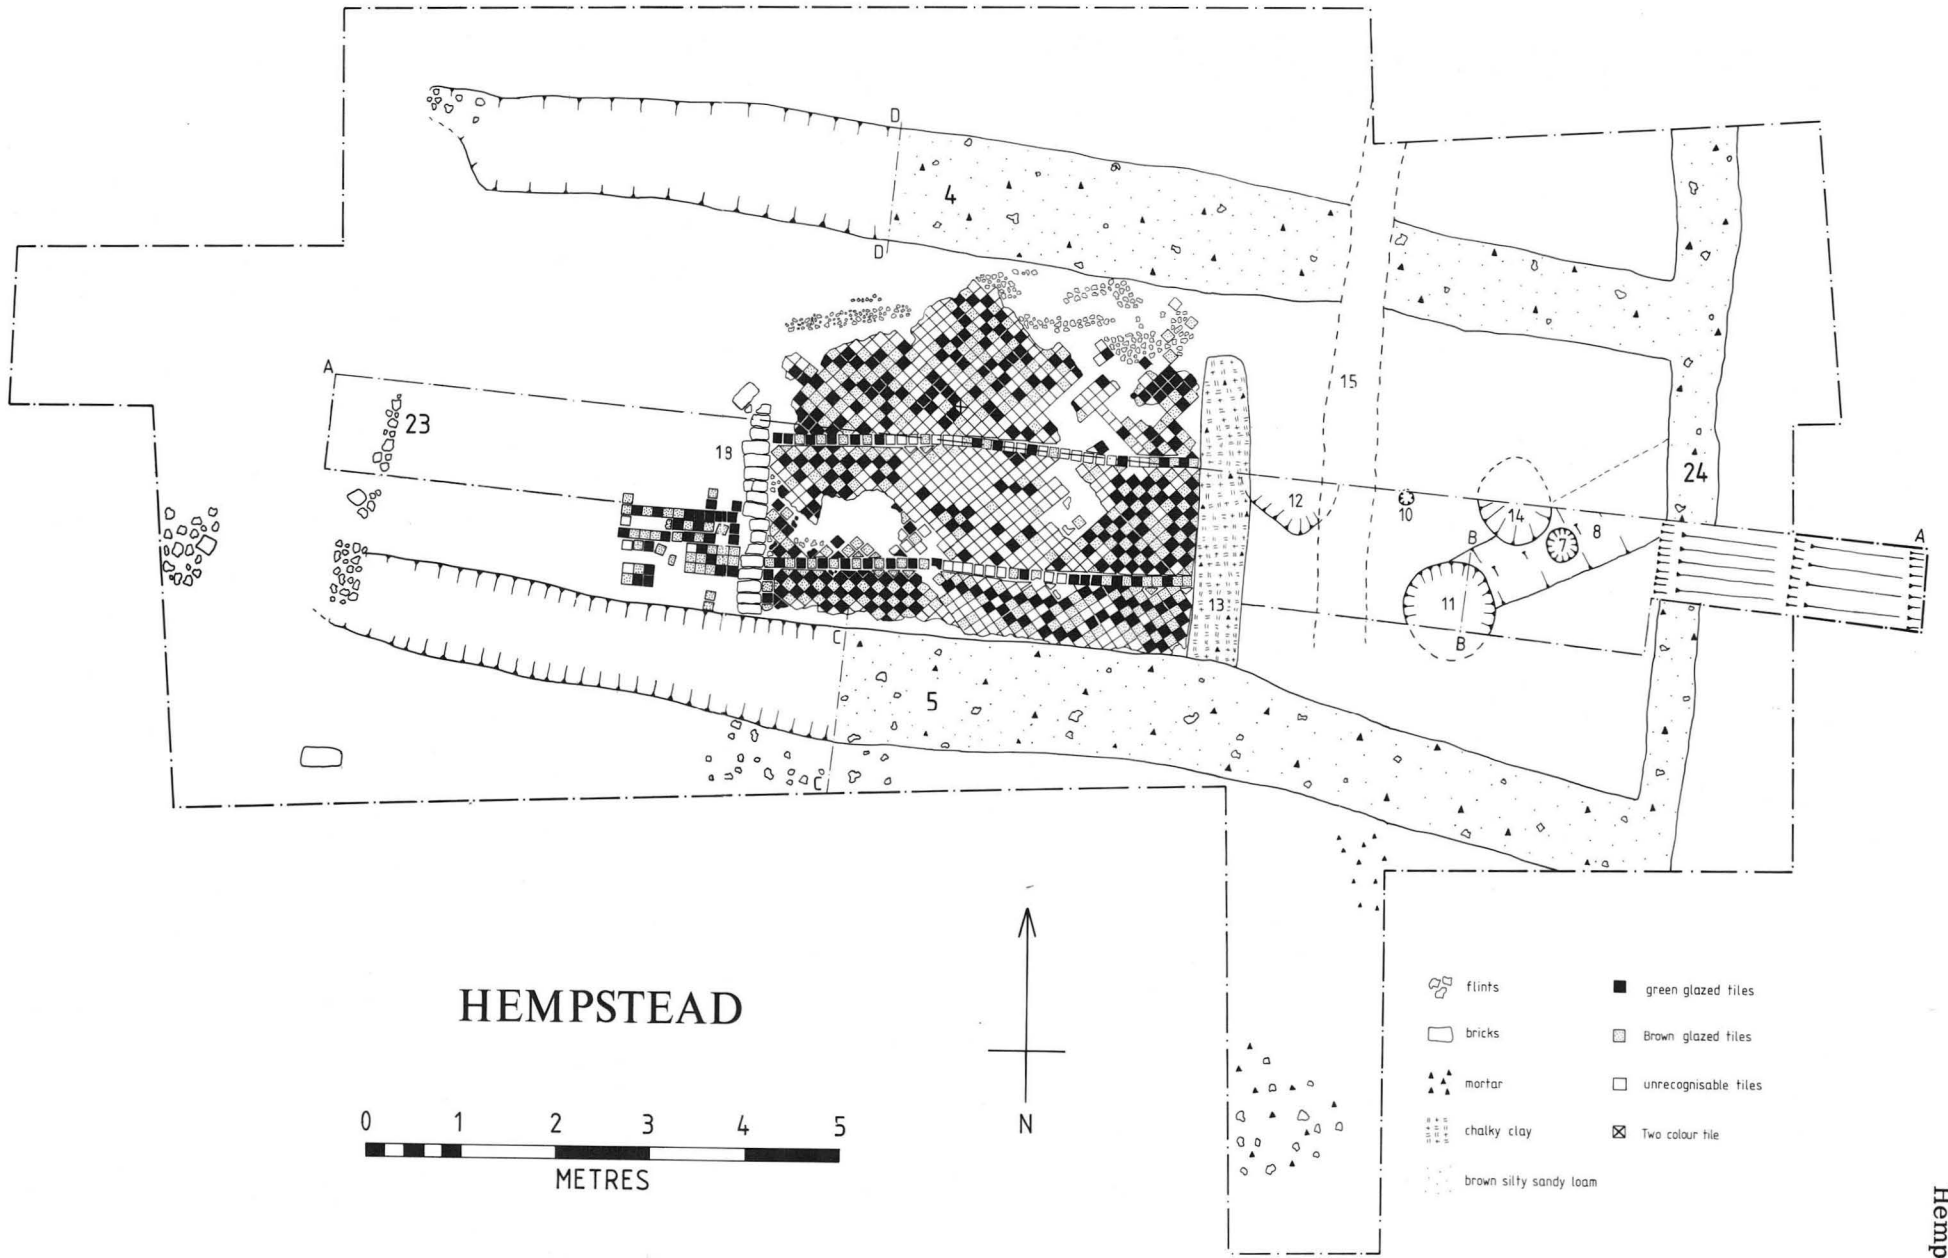 D
4
D
A
23
15
18
12
10
14
8
24
A
B
7
11
13
B
C
5
C
HEMPSTEAD
0 1 2 3 4 5
METRES
N
flints
bricks
mortar
chalky clay
brown silty sandy loam
green glazed tiles
Brown glazed tiles
unrecognisable tiles
Two colour tile
Hemp